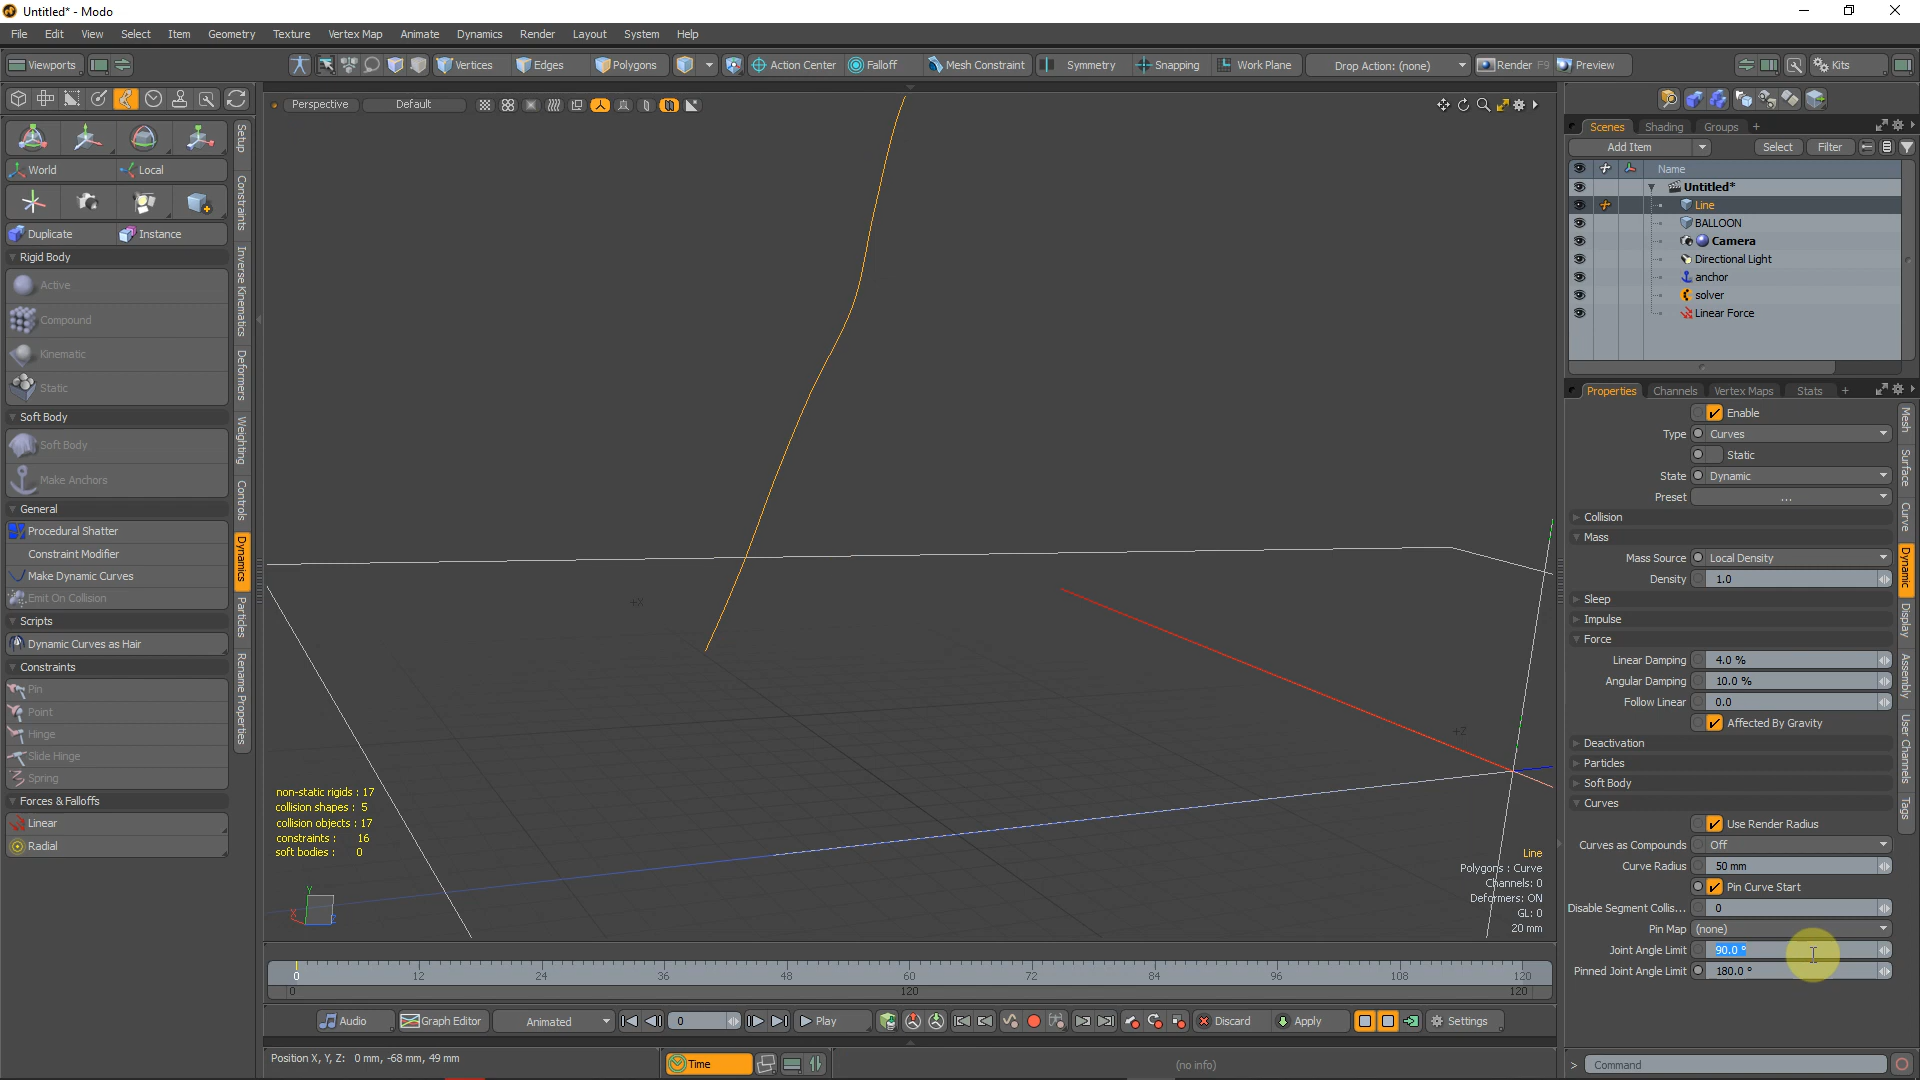 Untitled* - Modo
File Edit View Select Item Geometry Texture Vertex Map Animate Dynamics Render Layout System Help
Viewports Vertices Edges Polygons Action Center Falloff Mesh Constraint Symmetry Snapping Work Plane Drop Action: (none) Render F9 Preview Kits
Perspective Default
World Local
Duplicate Instance
Rigid Body
Active
Compound
Kinematic
Static
Soft Body
Soft Body
Make Anchors
General
Procedural Shatter
Constraint Modifier
Make Dynamic Curves
Emit On Collision
Scripts
Dynamic Curves as Hair
Constraints
Pin
Point
Hinge
Slide Hinge
Spring
Forces & Falloffs
Linear
Radial
Setup
Constraints
Inverse Kinematics
Deformers
Weighting
Controls
Dynamics
Particles
Rename Properties
+X
+Z
non-static rigids : 17
collision shapes : 5
collision objects : 17
constraints : 16
soft bodies : 0
Y
X
Z
Line
Polygons : Curve
Channels: 0
Deformers: ON
GL: 0
20 mm
0 12 24 36 48 60 72 84 96 108 120
0 120 120
Audio Graph Editor Animated 0 Play Discard Apply Settings
Position X, Y, Z: 0 mm, -68 mm, 49 mm
Time
(no info)
Scenes Shading Groups +
Add Item Select Filter
Name
Untitled*
Line
BALLOON
Camera
Directional Light
anchor
solver
Linear Force
Properties Channels Vertex Maps Stats +
Enable
Type Curves
Static
State Dynamic
Preset ...
Collision
Mass
Mass Source Local Density
Density 1.0
Sleep
Impulse
Force
Linear Damping 4.0 %
Angular Damping 10.0 %
Follow Linear 0.0
Affected By Gravity
Deactivation
Particles
Soft Body
Curves
Use Render Radius
Curves as Compounds Off
Curve Radius 50 mm
Pin Curve Start
Disable Segment Collis... 0
Pin Map (none)
Joint Angle Limit 90.0 °
Pinned Joint Angle Limit 180.0 °
Mesh
Surface
Curve
Dynamic
Display
Assembly
User Channels
Tags
> Command